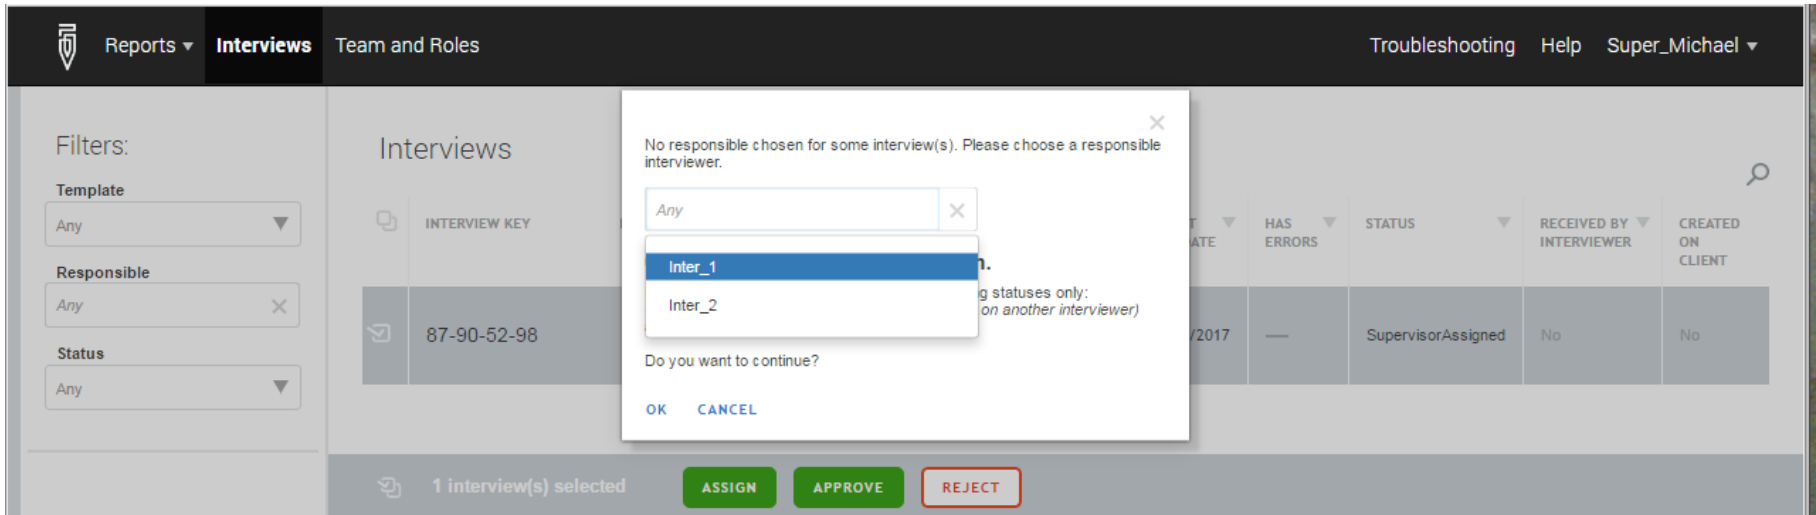 Reports
Interviews
Team and Roles
Troubleshooting
Help
Super_Michael
Filters:
Template
Any
Responsible
Any
Status
Any
Interviews
INTERVIEW KEY
HAS
ERRORS
STATUS
RECEIVED BY
INTERVIEWER
CREATED
ON
CLIENT
87-90-52-98
/2017
SupervisorAssigned
No
No
No responsible chosen for some interview(s). Please choose a responsible
interviewer.
Any
Inter_1
Inter_2
statuses only:
on another interviewer)
Do you want to continue?
OK
CANCEL
1 interview(s) selected
ASSIGN
APPROVE
REJECT